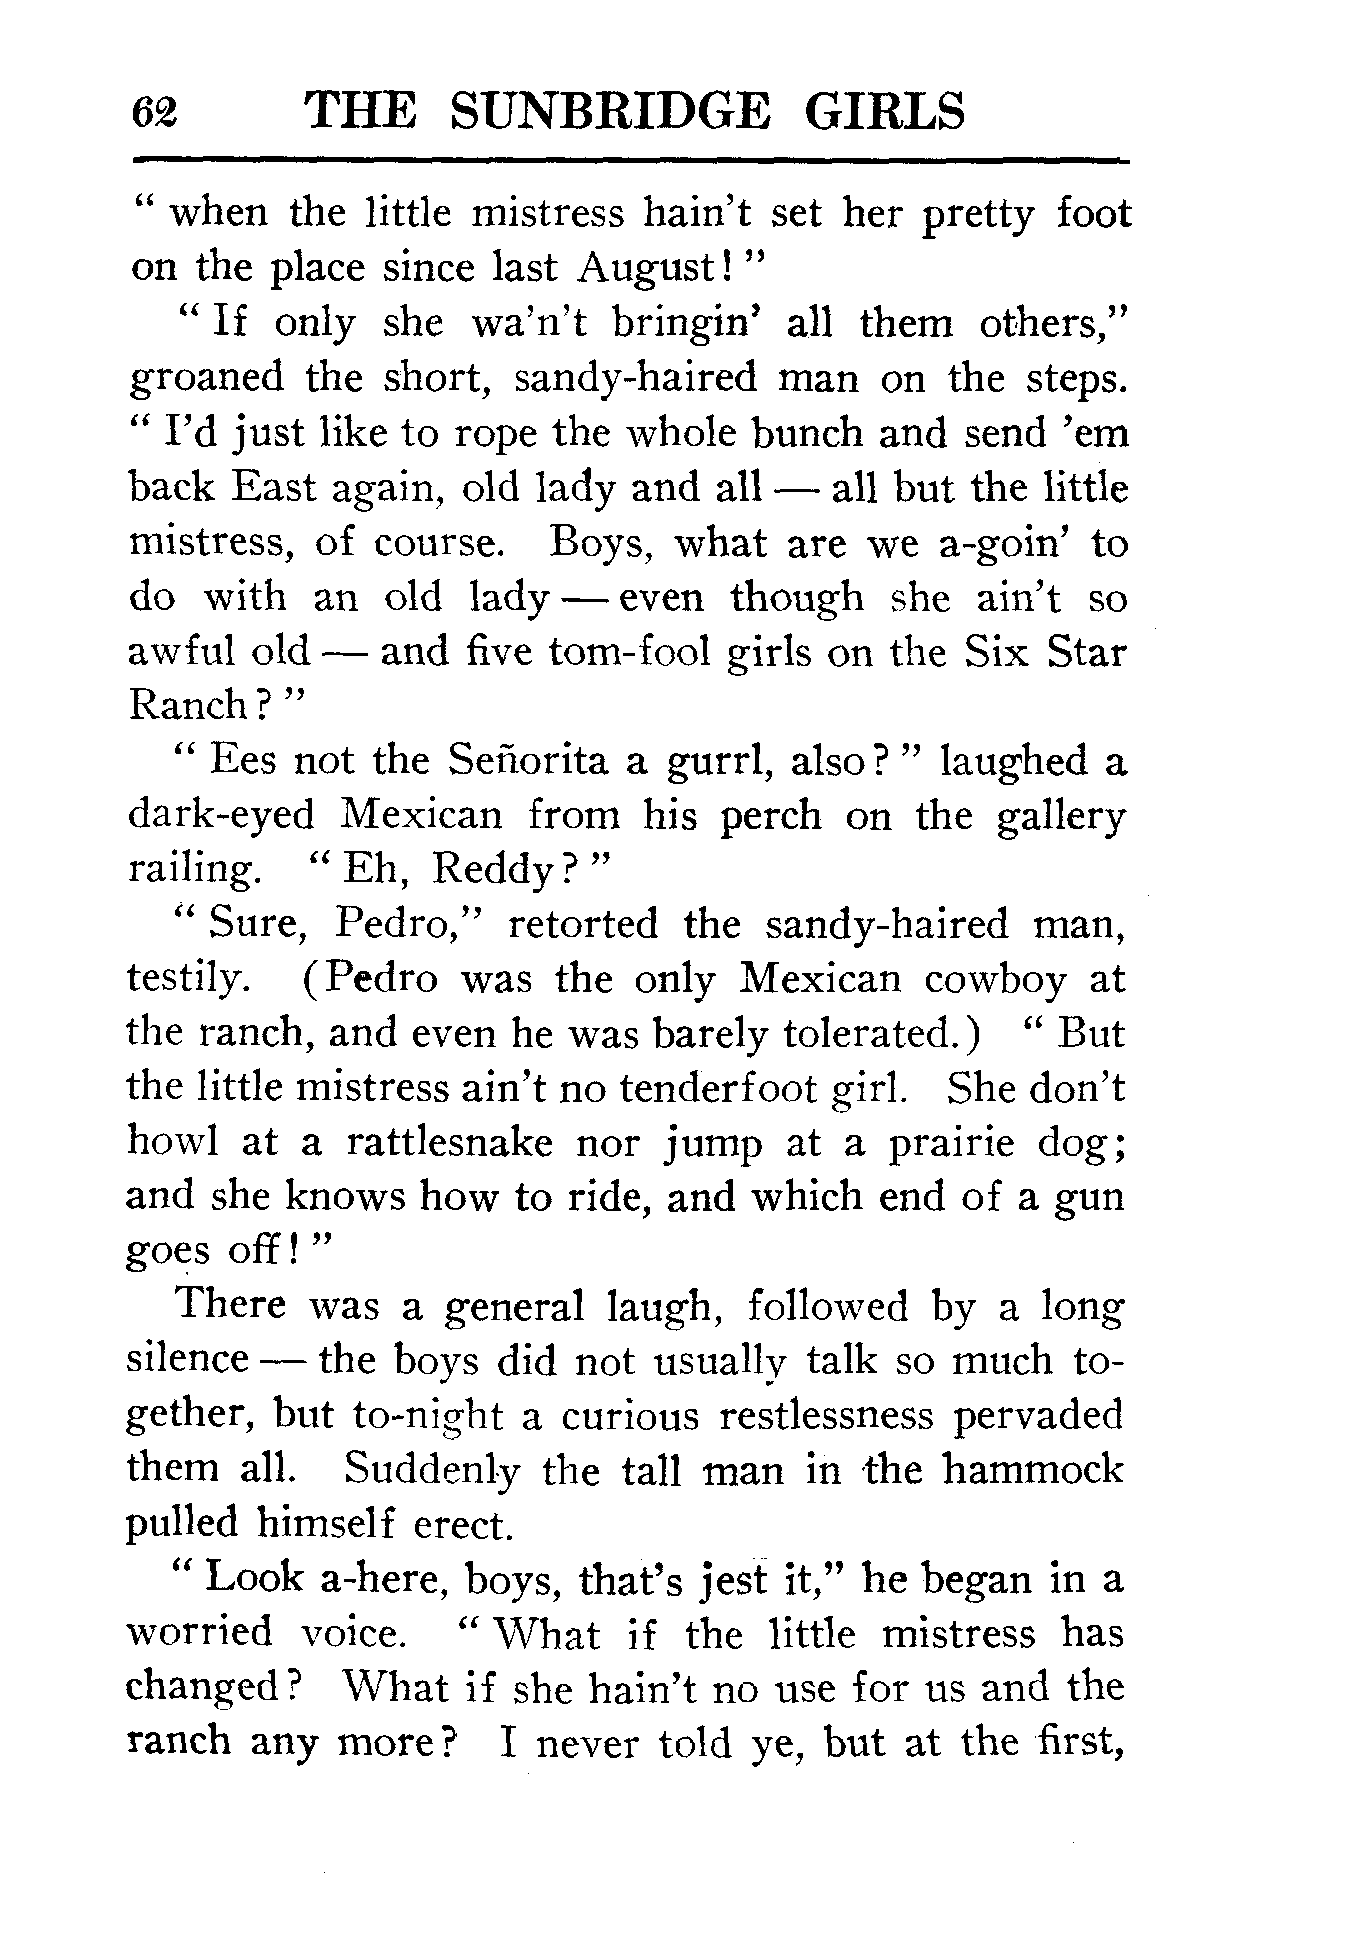 62 THE SUNBRIDGE GIRLS
“ when the little mistress hain’t set her pretty foot
on the place since last August! ”
“ If only she wa’n’t bringin’ all them others,”
groaned the short, sandy-haired man on the steps.
“ I’d just like to rope the whole bunch and send ’em
back East again, old lady and all — all but the little
mistress, of course. Boys, what are we a-goin’ to
do with an old lady — even though she ain’t so
awful old — and five tom-fool girls on the Six Star
Ranch? ”
“ Ees not the Señorita a gurrl, also? ” laughed a
dark-eyed Mexican from his perch on the gallery
railing. “ Eh, Reddy? ”
“ Sure, Pedro,” retorted the sandy-haired man,
testily. (Pedro was the only Mexican cowboy at
the ranch, and even he was barely tolerated.) “ But
the little mistress ain’t no tenderfoot girl. She don’t
howl at a rattlesnake nor jump at a prairie dog;
and she knows how to ride, and which end of a gun
goes off! ”
There was a general laugh, followed by a long
silence — the boys did not usually talk so much to-
gether, but to-night a curious restlessness pervaded
them all. Suddenly the tall man in the hammock
pulled himself erect.
“ Look a-here, boys, that’s jest it,” he began in a
worried voice. “ What if the little mistress has
changed? What if she hain’t no use for us and the
ranch any more? I never told ye, but at the first,